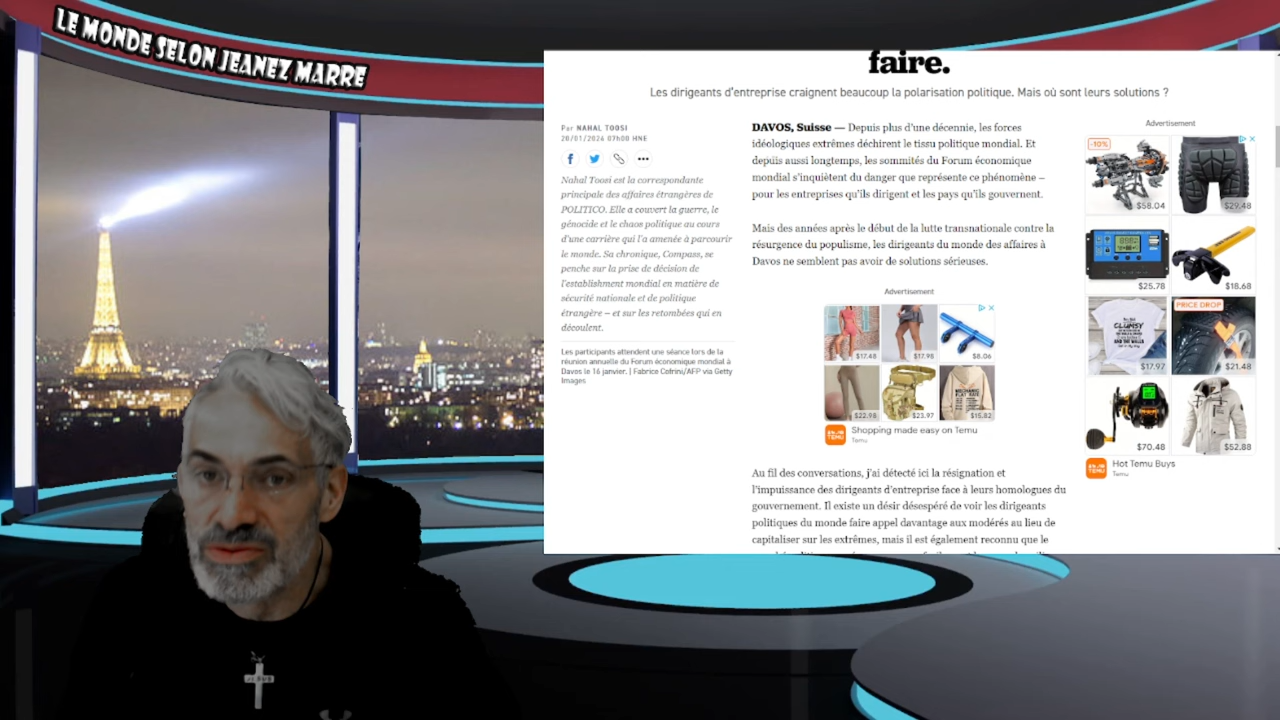 LE MONDE SELON JEANEZ MARRE
faire.
Les dirigeants d'entreprise craignent beaucoup la polarisation politique. Mais où sont leurs solutions ?
Par NAHAL TOOSI
20/01/2026 07h00 HNE
Nahal Toosi est la correspondante
principale des affaires étrangères de
POLITICO. Elle a couvert la guerre, le
génocide et le chaos politique au cours
d'une carrière qui l'a amenée à parcourir
le monde. Sa chronique, Compass, se
penche sur la prise de décision de
l'establishment mondial en matière de
sécurité nationale et de politique
étrangère – et sur les retombées qui en
découlent.
Les participants attendent une séance lors de la
réunion annuelle du Forum économique mondial à
Davos le 16 janvier. | Fabrice Cofrini/AFP via Getty
Images
DAVOS, Suisse — Depuis plus d'une décennie, les forces
idéologiques extrêmes déchirent le tissu politique mondial. Et
depuis aussi longtemps, les sommités du Forum économique
mondial s'inquiètent du danger que représente ce phénomène –
pour les entreprises qu'ils dirigent et les pays qu'ils gouvernent.
Mais des années après le début de la lutte transnationale contre la
résurgence du populisme, les dirigeants du monde des affaires à
Davos ne semblent pas avoir de solutions sérieuses.
Advertisement
$17.48
$17.98
$8.06
$22.98
$23.97
$15.82
TEMU
Shopping made easy on Temu
Temu
Au fil des conversations, j'ai détecté ici la résignation et
l'impuissance des dirigeants d'entreprise face à leurs homologues du
gouvernement. Il existe un désir désespéré de voir les dirigeants
politiques du monde faire appel davantage aux modérés au lieu de
capitaliser sur les extrêmes, mais il est également reconnu que le
Advertisement
-10%
$58.04
$29.48
$25.78
$18.68
CLUMSY
$17.97
PRICE DROP
$21.48
$70.48
$52.88
TEMU
Hot Temu Buys
Temu